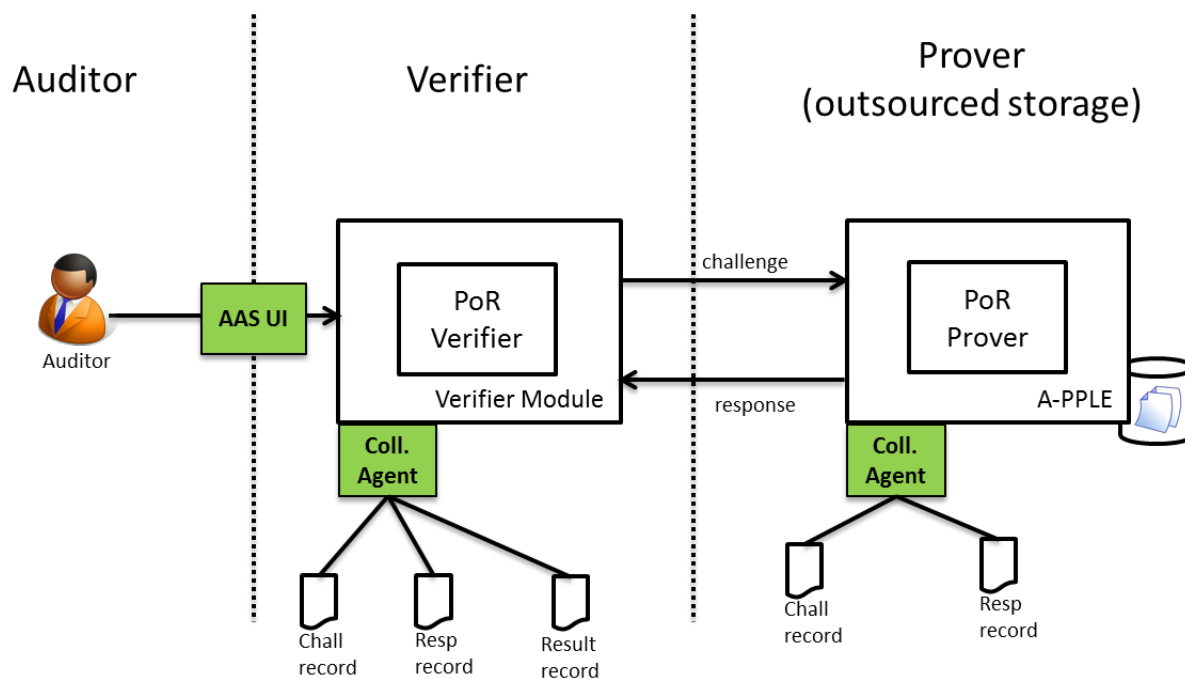 Auditor
Verifier
Prover
(outsourced storage)
challenge
AAS UI
PoR
Verifier
PoR
Prover
Auditor
Verifier Module
response
A-PPLE
Coll.
Agent
Coll.
Agent
Chall
record
Resp
record
Result
record
Chall
record
Resp
record